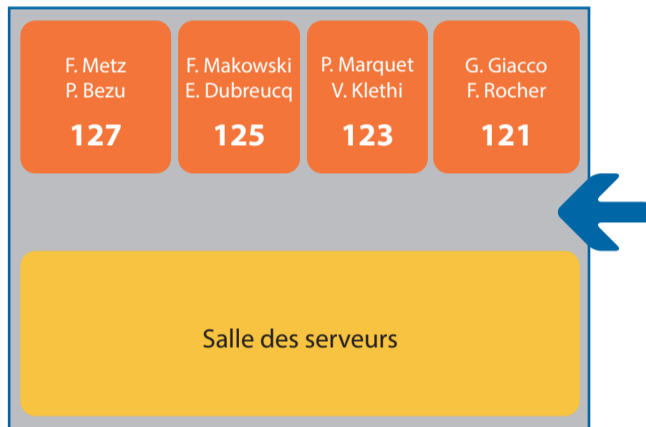 F. Metz
P. Bezu
127
F. Makowski
E. Dubreucq
125
P. Marquet
V. Klethi
123
G. Giacco
F. Rocher
121
Salle des serveurs